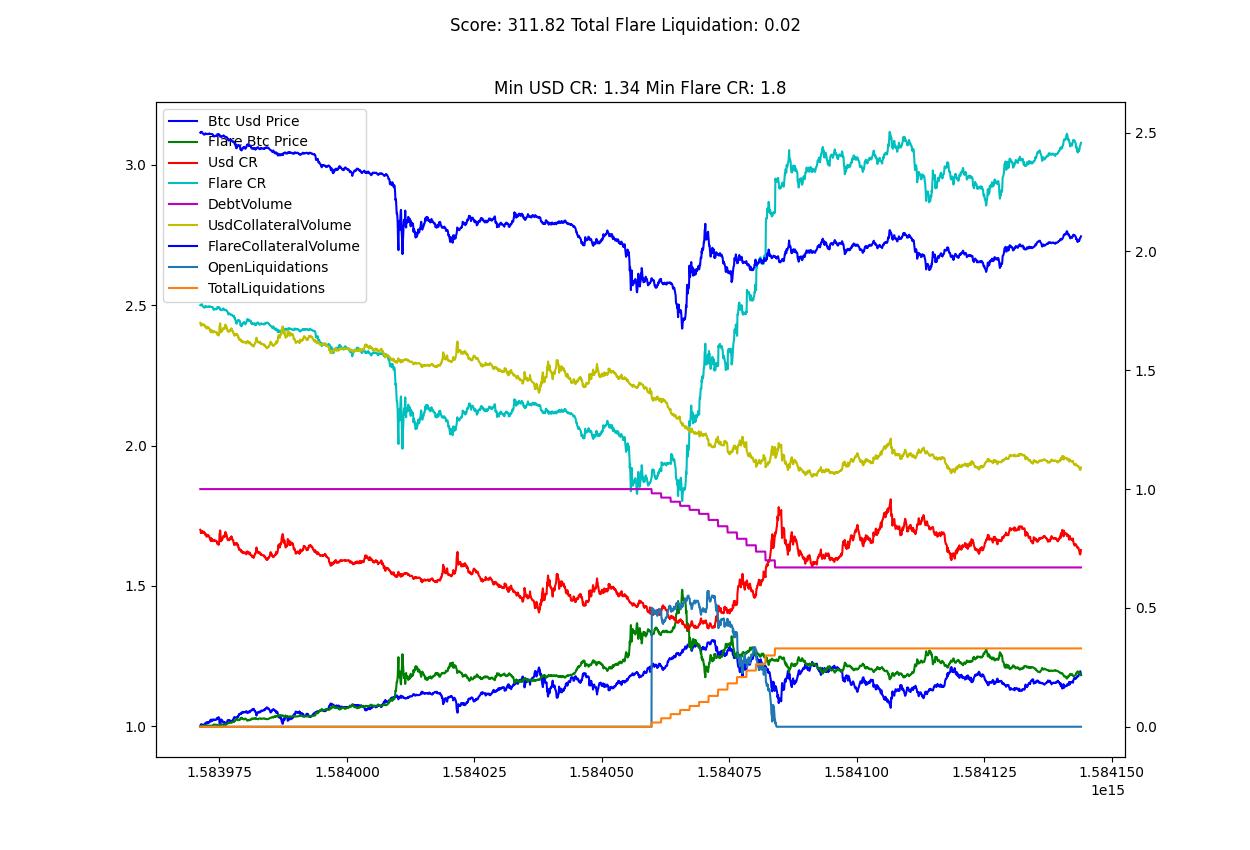 Score: 311.82 Total Flare Liquidation: 0.02
Min USD CR: 1.34 Min Flare CR: 1.8
Btc Usd Price
Flare Btc Price
Usd CR
Flare CR
DebtVolume
UsdCollateralVolume
FlareCollateralVolume
OpenLiquidations
TotalLiquidations
3.0
2.5
2.0
1.5
1.0
2.5
2.0
1.5
1.0
0.5
0.0
1.583975
1.584000
1.584025
1.584050
1.584075
1.584100
1.584125
1.584150
1e15